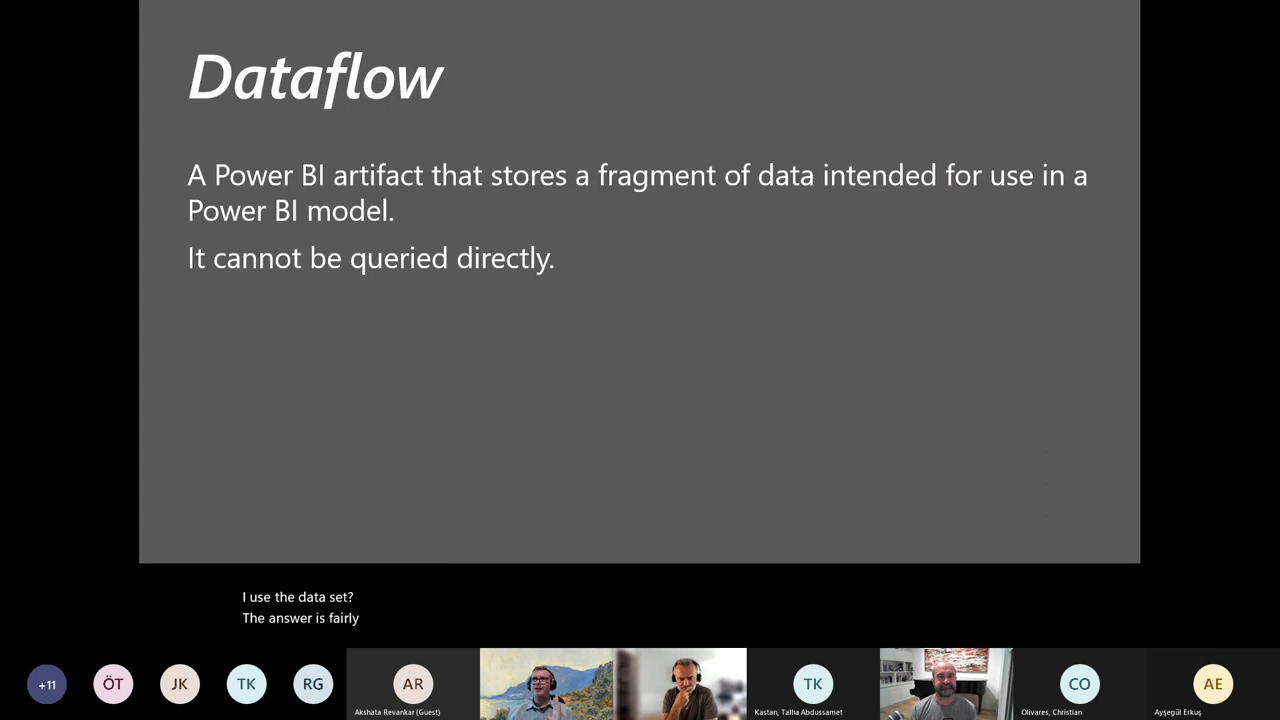 Dataflow
A Power BI artifact that stores a fragment of data intended for use in a
Power BI model.
It cannot be queried directly.
I use the data set?
The answer is fairly
+11
ÖT
JK
TK
RG
AR
Akshata Revankar (Guest)
TK
Kastan, Talha Abdussamet
CO
Olivares, Christian
AE
Ayşegül Erkuş